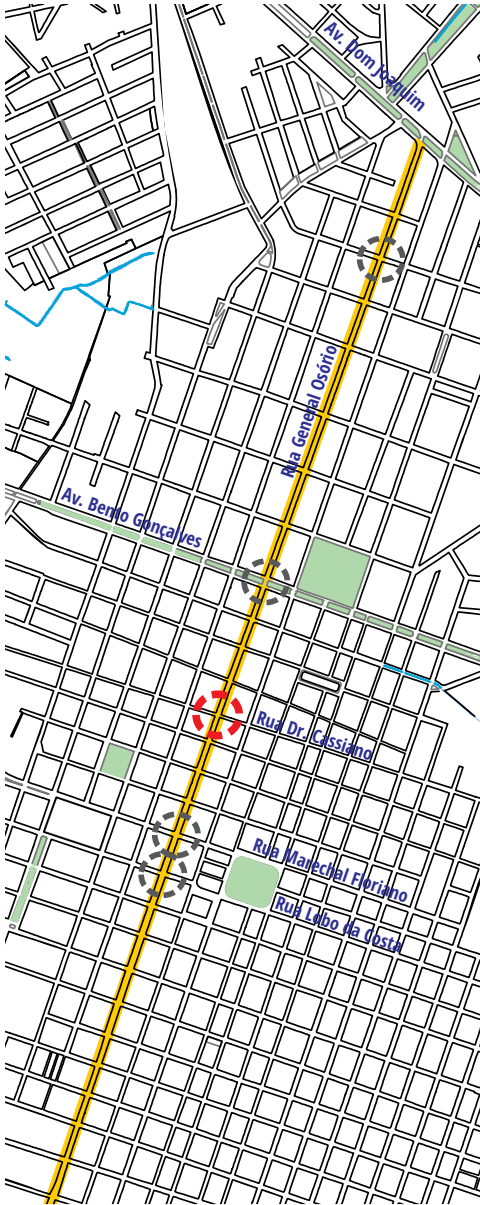 Av. Dom Joaquim
Rua General Osório
Av. Bento Gonçalves
Rua Dr. Cassiano
Rua Marechal Floriano
Rua Lobo da Costa